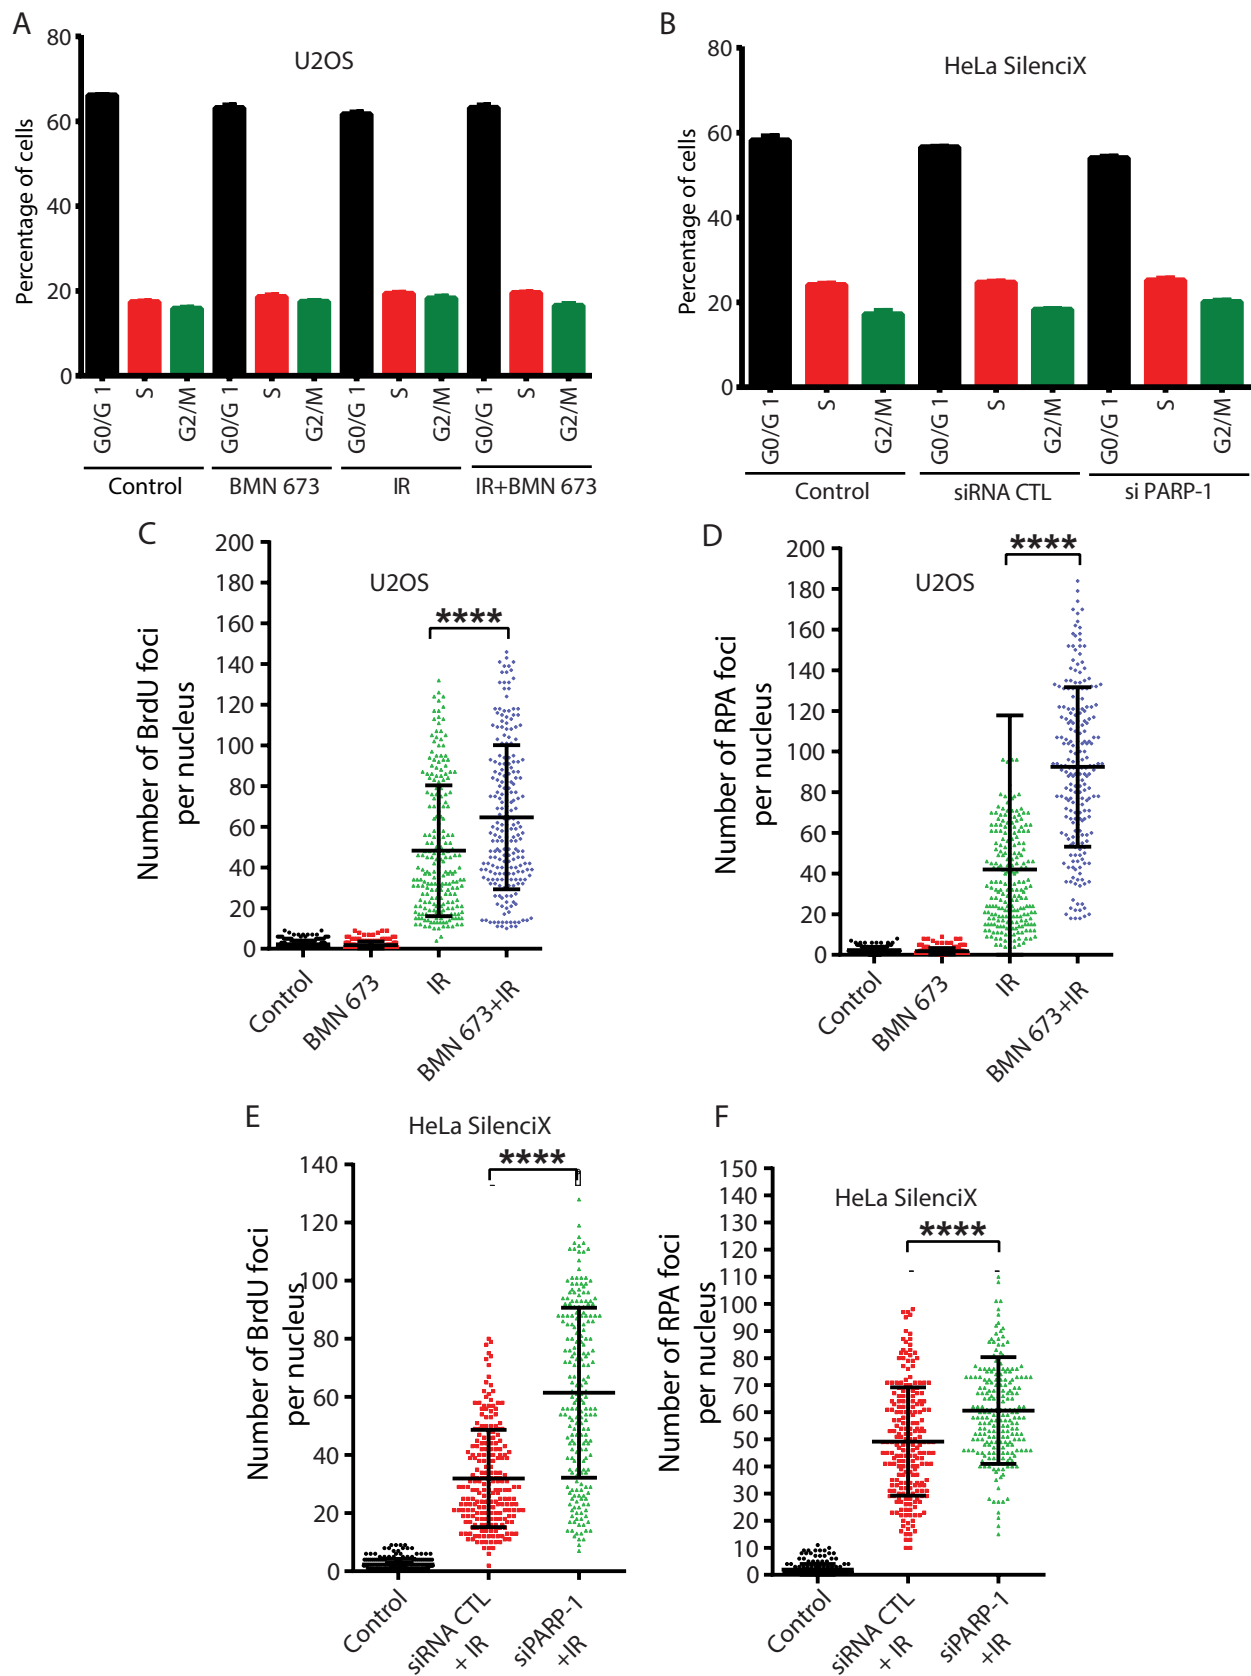 A
U2OS
Percentage of cells
80
60
40
20
0
G0/G 1
S
G2/M
G0/G 1
S
G2/M
G0/G 1
S
G2/M
G0/G 1
S
G2/M
Control
BMN 673
IR
IR+BMN 673
B
HeLa SilenciX
Percentage of cells
80
60
40
20
0
G0/G 1
S
G2/M
G0/G 1
S
G2/M
G0/G 1
S
G2/M
Control
siRNA CTL
si PARP-1
C
U2OS
****
Number of BrdU foci
per nucleus
200
180
160
140
120
100
80
60
40
20
0
Control
BMN 673
IR
BMN 673+IR
D
U2OS
****
Number of RPA foci
per nucleus
200
180
160
140
120
100
80
60
40
20
0
Control
BMN 673
IR
BMN 673+IR
E
HeLa SilenciX
****
Number of BrdU foci
per nucleus
140
120
100
80
60
40
20
0
Control
siRNA CTL
+ IR
siPARP-1
+IR
F
HeLa SilenciX
****
Number of RPA foci
per nucleus
150
140
130
120
110
100
90
80
70
60
50
40
30
20
10
0
Control
siRNA CTL
+ IR
siPARP-1
+IR